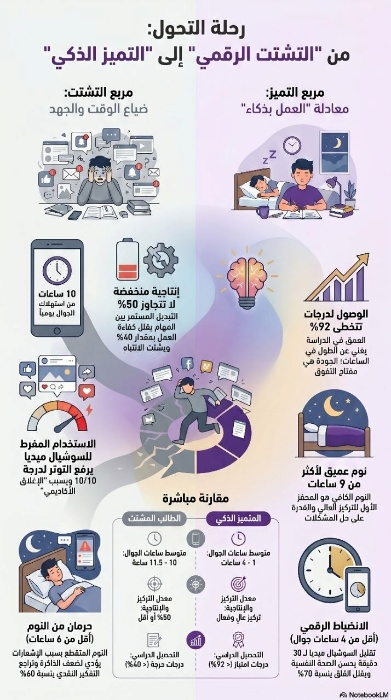 رحلة التحول:
من "التشتت الرقمي" إلى "التميز الذكي"
مربع التميز:
معادلة "العمل بذكاء"
مربع التشتت:
ضياع الوقت والجهد
الوصول لدرجات
تتخطى 92%
العمق في الدراسة
يغني عن الطول في
الساعات؛ الجودة هي
مفتاح التفوق
إنتاجية منخفضة
لا تتجاوز 50%
التبديل المستمر بين
المهام يقلل كفاءة
العمل بمقدار 40%
ويشتت الانتباه
10 ساعات
من استهلاك
الجوال يومياً
نوم عميق لأكثر
من 9 ساعات
النوم الكافي هو المحفز
الأول للتركيز العالي والقدرة
على حل المشكلات
الاستخدام المفرط
للسوشيال ميديا
يرفع التوتر لدرجة
10/10 ويسبب "الإغلاق
الأكاديمي"
مقارنة مباشرة
المتميز الذكي
الطالب المشتت
متوسط ساعات الجوال:
1 - 4 ساعات
متوسط ساعات الجوال:
10 - 11.5 ساعة
معدل التركيز
والإنتاجية:
تركيز عالٍ وفعال
معدل التركيز
والإنتاجية:
50% أو أقل
التحصيل الدراسي:
درجات امتياز (> 92%)
التحصيل الدراسي:
درجات حرجة (< 40%)
الانضباط الرقمي
(أقل من 4 ساعات جوال)
تقليل السوشيال ميديا لـ 30
دقيقة يحسن الصحة النفسية
ويقلل القلق بنسبة 70%
حرمان من النوم
(أقل من 6 ساعات)
النوم المتقطع بسبب الإشعارات
يؤدي لضعف الذاكرة وتراجع
التفكير النقدي بنسبة 60%
NotebookLM